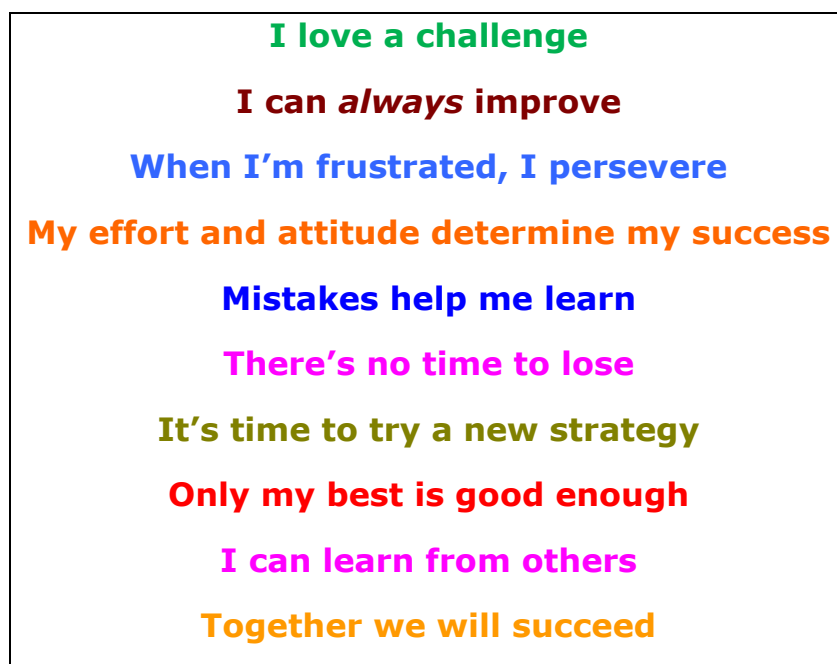 I love a challenge
I can always improve
When I’m frustrated, I persevere
My effort and attitude determine my success
Mistakes help me learn
There’s no time to lose
It’s time to try a new strategy
Only my best is good enough
I can learn from others
Together we will succeed